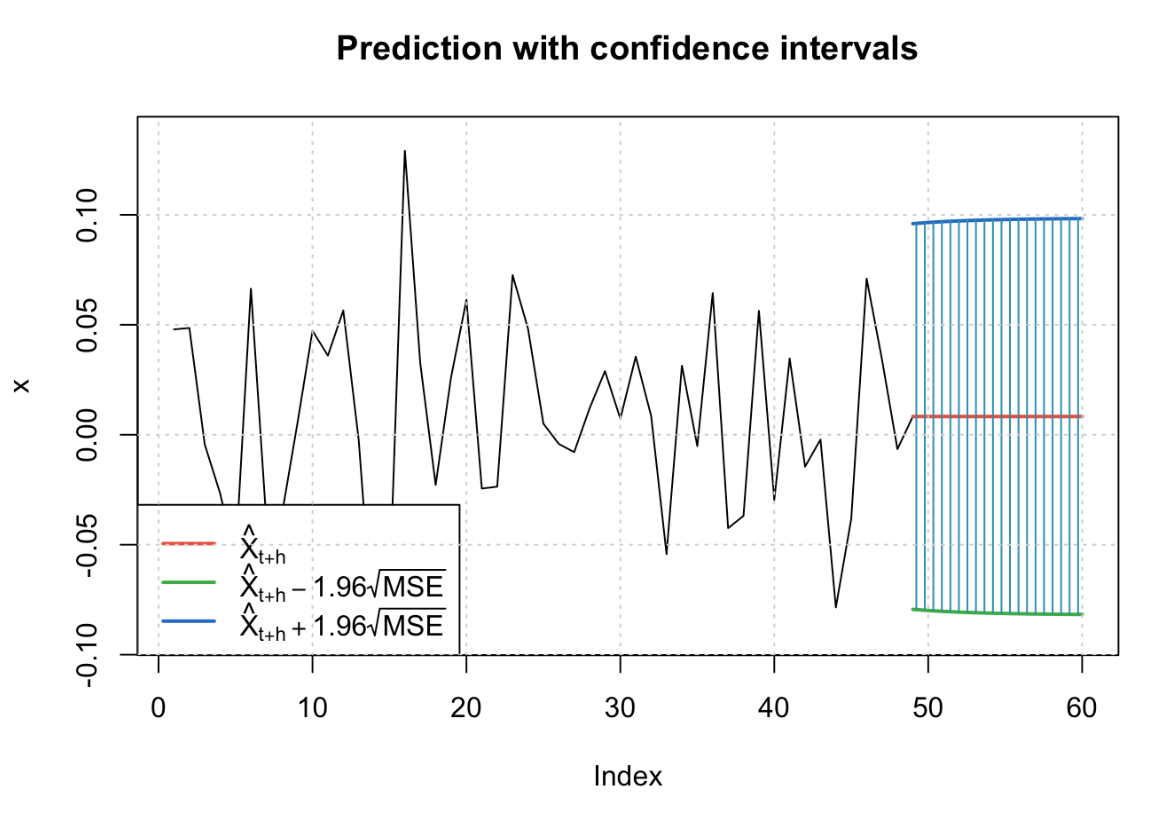 Prediction with confidence intervals
x
0.10
0.05
0.00
-0.05
-0.10
X̂t+h
X̂t+h − 1.96√MSE
X̂t+h + 1.96√MSE
0 10 20 30 40 50 60
Index